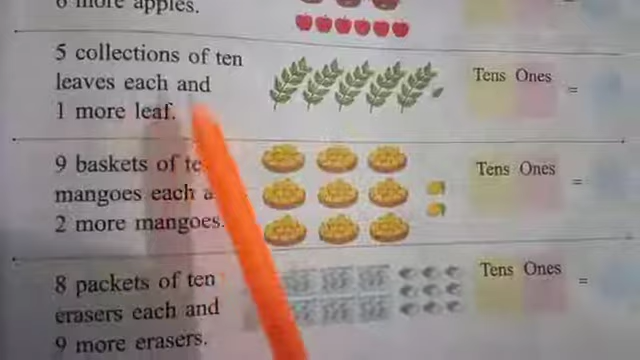 6 more apples.
5 collections of ten
leaves each and
1 more leaf.
Tens Ones
=
9 baskets of te
mangoes each a
2 more mangoes.
Tens Ones
=
8 packets of ten
erasers each and
9 more erasers.
Tens Ones
=